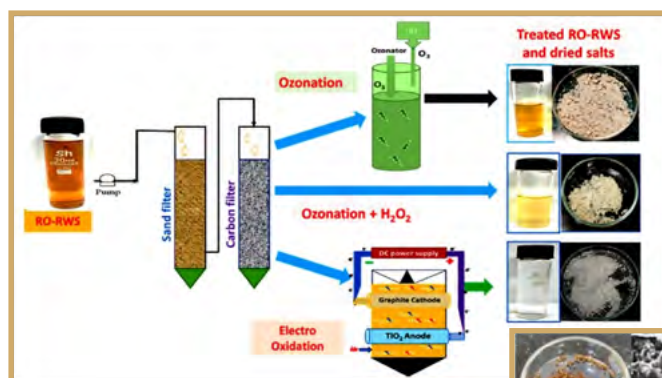 Treated RO-RWS
and dried salts
Ozonator
O₃
O₃
Ozonation
RO-RWS
Pump
Sand filter
Carbon filter
Ozonation + H₂O₂
DC power supply
Graphite Cathode
TiO₂ Anode
Electro
Oxidation